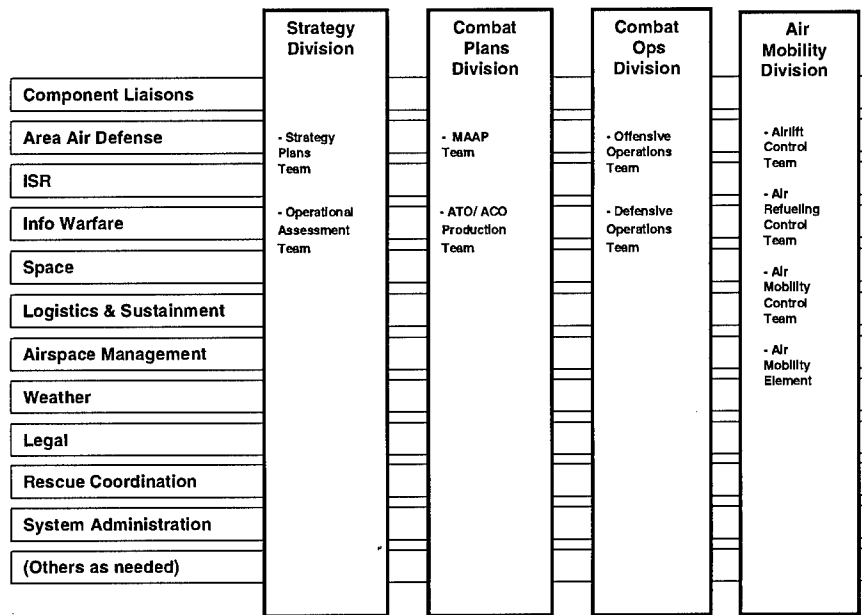 Strategy
Division
Combat
Plans
Division
Combat
Ops
Division
Air
Mobility
Division
Component Liaisons
Area Air Defense
ISR
Info Warfare
Space
Logistics & Sustainment
Airspace Management
Weather
Legal
Rescue Coordination
System Administration
(Others as needed)
- Strategy
Plans
Team
- Operational
Assessment
Team
- MAAP
Team
- ATO/ ACO
Production
Team
- Offensive
Operations
Team
- Defensive
Operations
Team
- Airlift
Control
Team
- Air
Refueling
Control
Team
- Air
Mobility
Control
Team
- Air
Mobility
Element